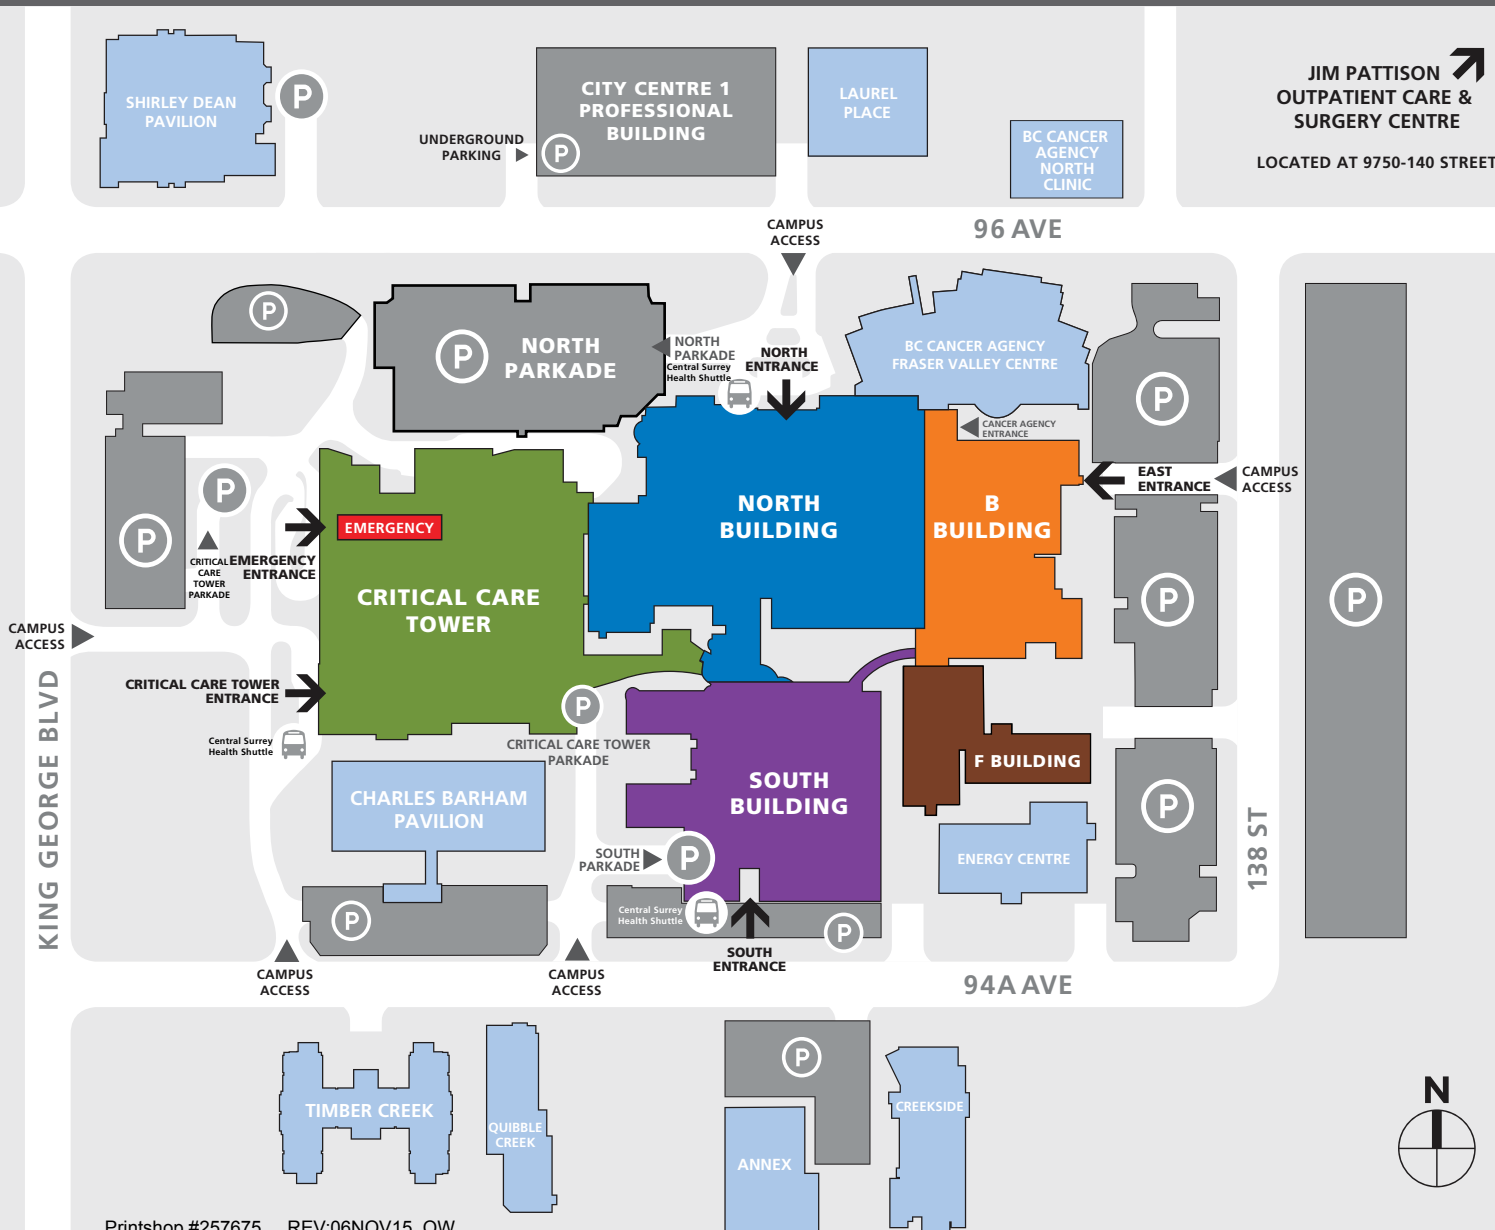 SHIRLEY DEAN
PAVILION
P
CITY CENTRE 1
PROFESSIONAL
BUILDING
UNDERGROUND
PARKING
P
LAUREL
PLACE
BC CANCER
AGENCY
NORTH
CLINIC
JIM PATTISON
OUTPATIENT CARE &
SURGERY CENTRE
LOCATED AT 9750-140 STREET
96 AVE
CAMPUS
ACCESS
P
P
NORTH
PARKADE
NORTH
PARKADE
Central Surrey
Health Shuttle
NORTH
ENTRANCE
BC CANCER AGENCY
FRASER VALLEY CENTRE
CANCER AGENCY
ENTRANCE
P
EAST
ENTRANCE
CAMPUS
ACCESS
P
P
CRITICAL
CARE
TOWER
PARKADE
EMERGENCY
ENTRANCE
EMERGENCY
CRITICAL CARE
TOWER
NORTH
BUILDING
B
BUILDING
P
P
CAMPUS
ACCESS
KING GEORGE BLVD
CRITICAL CARE TOWER
ENTRANCE
Central Surrey
Health Shuttle
P
CRITICAL CARE TOWER
PARKADE
CHARLES BARHAM
PAVILION
SOUTH
BUILDING
F BUILDING
P
ENERGY CENTRE
138 ST
SOUTH
PARKADE
P
P
Central Surrey
Health Shuttle
P
SOUTH
ENTRANCE
CAMPUS
ACCESS
CAMPUS
ACCESS
94A AVE
TIMBER CREEK
QUIBBLE
CREEK
P
ANNEX
CREEKSIDE
N
Printshop #257675 REV:06NOV15 OW